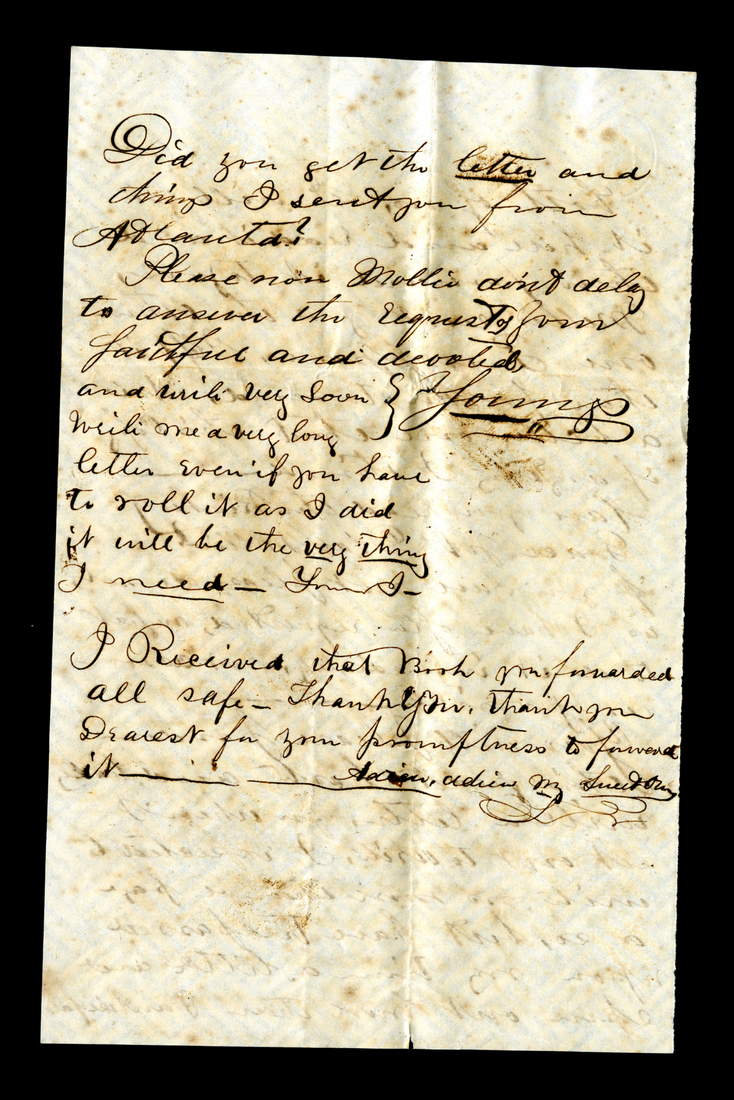 Did you get the letter and
things I sent you from
Atlanta?
Please now Mollie don't delay
to answer the request of your
faithful and devoted
Young
and write very soon
write me a very long
letter even if you have
to roll it as I did
it will be the very thing
I need — Yours
I Received that Book you forwarded
all safe — Thank you, thank you
Dearest for your promptness to forward
it — Adieu, adieu my Sweet One